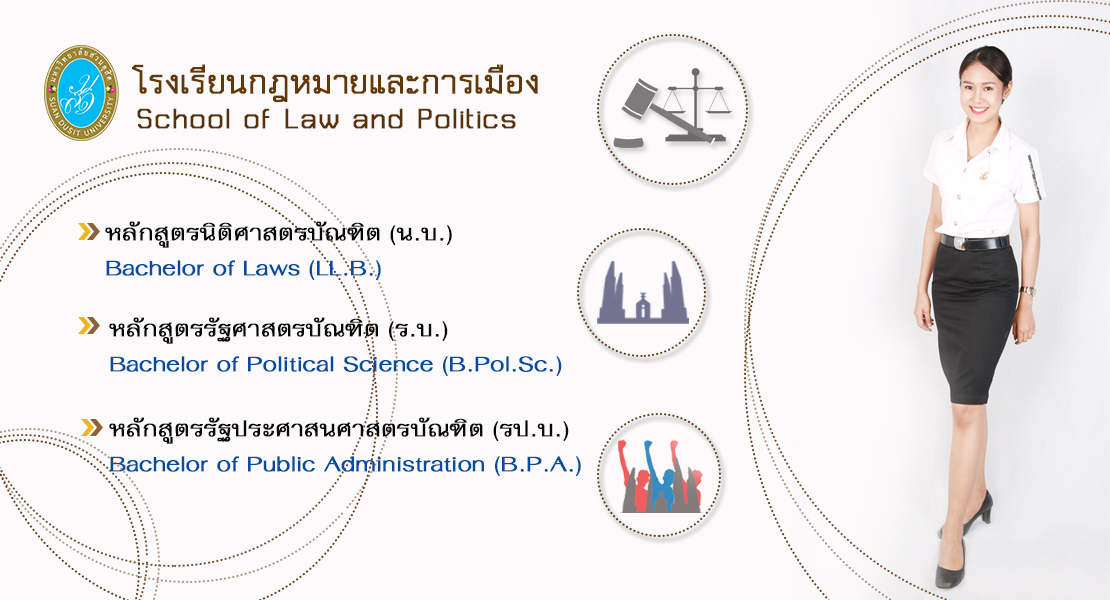 มหาวิทยาลัยสวนดุสิต
SUAN DUSIT UNIVERSITY
โรงเรียนกฎหมายและการเมือง
School of Law and Politics
หลักสูตรนิติศาสตรบัณฑิต (น.บ.)
Bachelor of Laws (LL.B.)
หลักสูตรรัฐศาสตรบัณฑิต (ร.บ.)
Bachelor of Political Science (B.Pol.Sc.)
หลักสูตรรัฐประศาสนศาสตรบัณฑิต (รป.บ.)
Bachelor of Public Administration (B.P.A.)